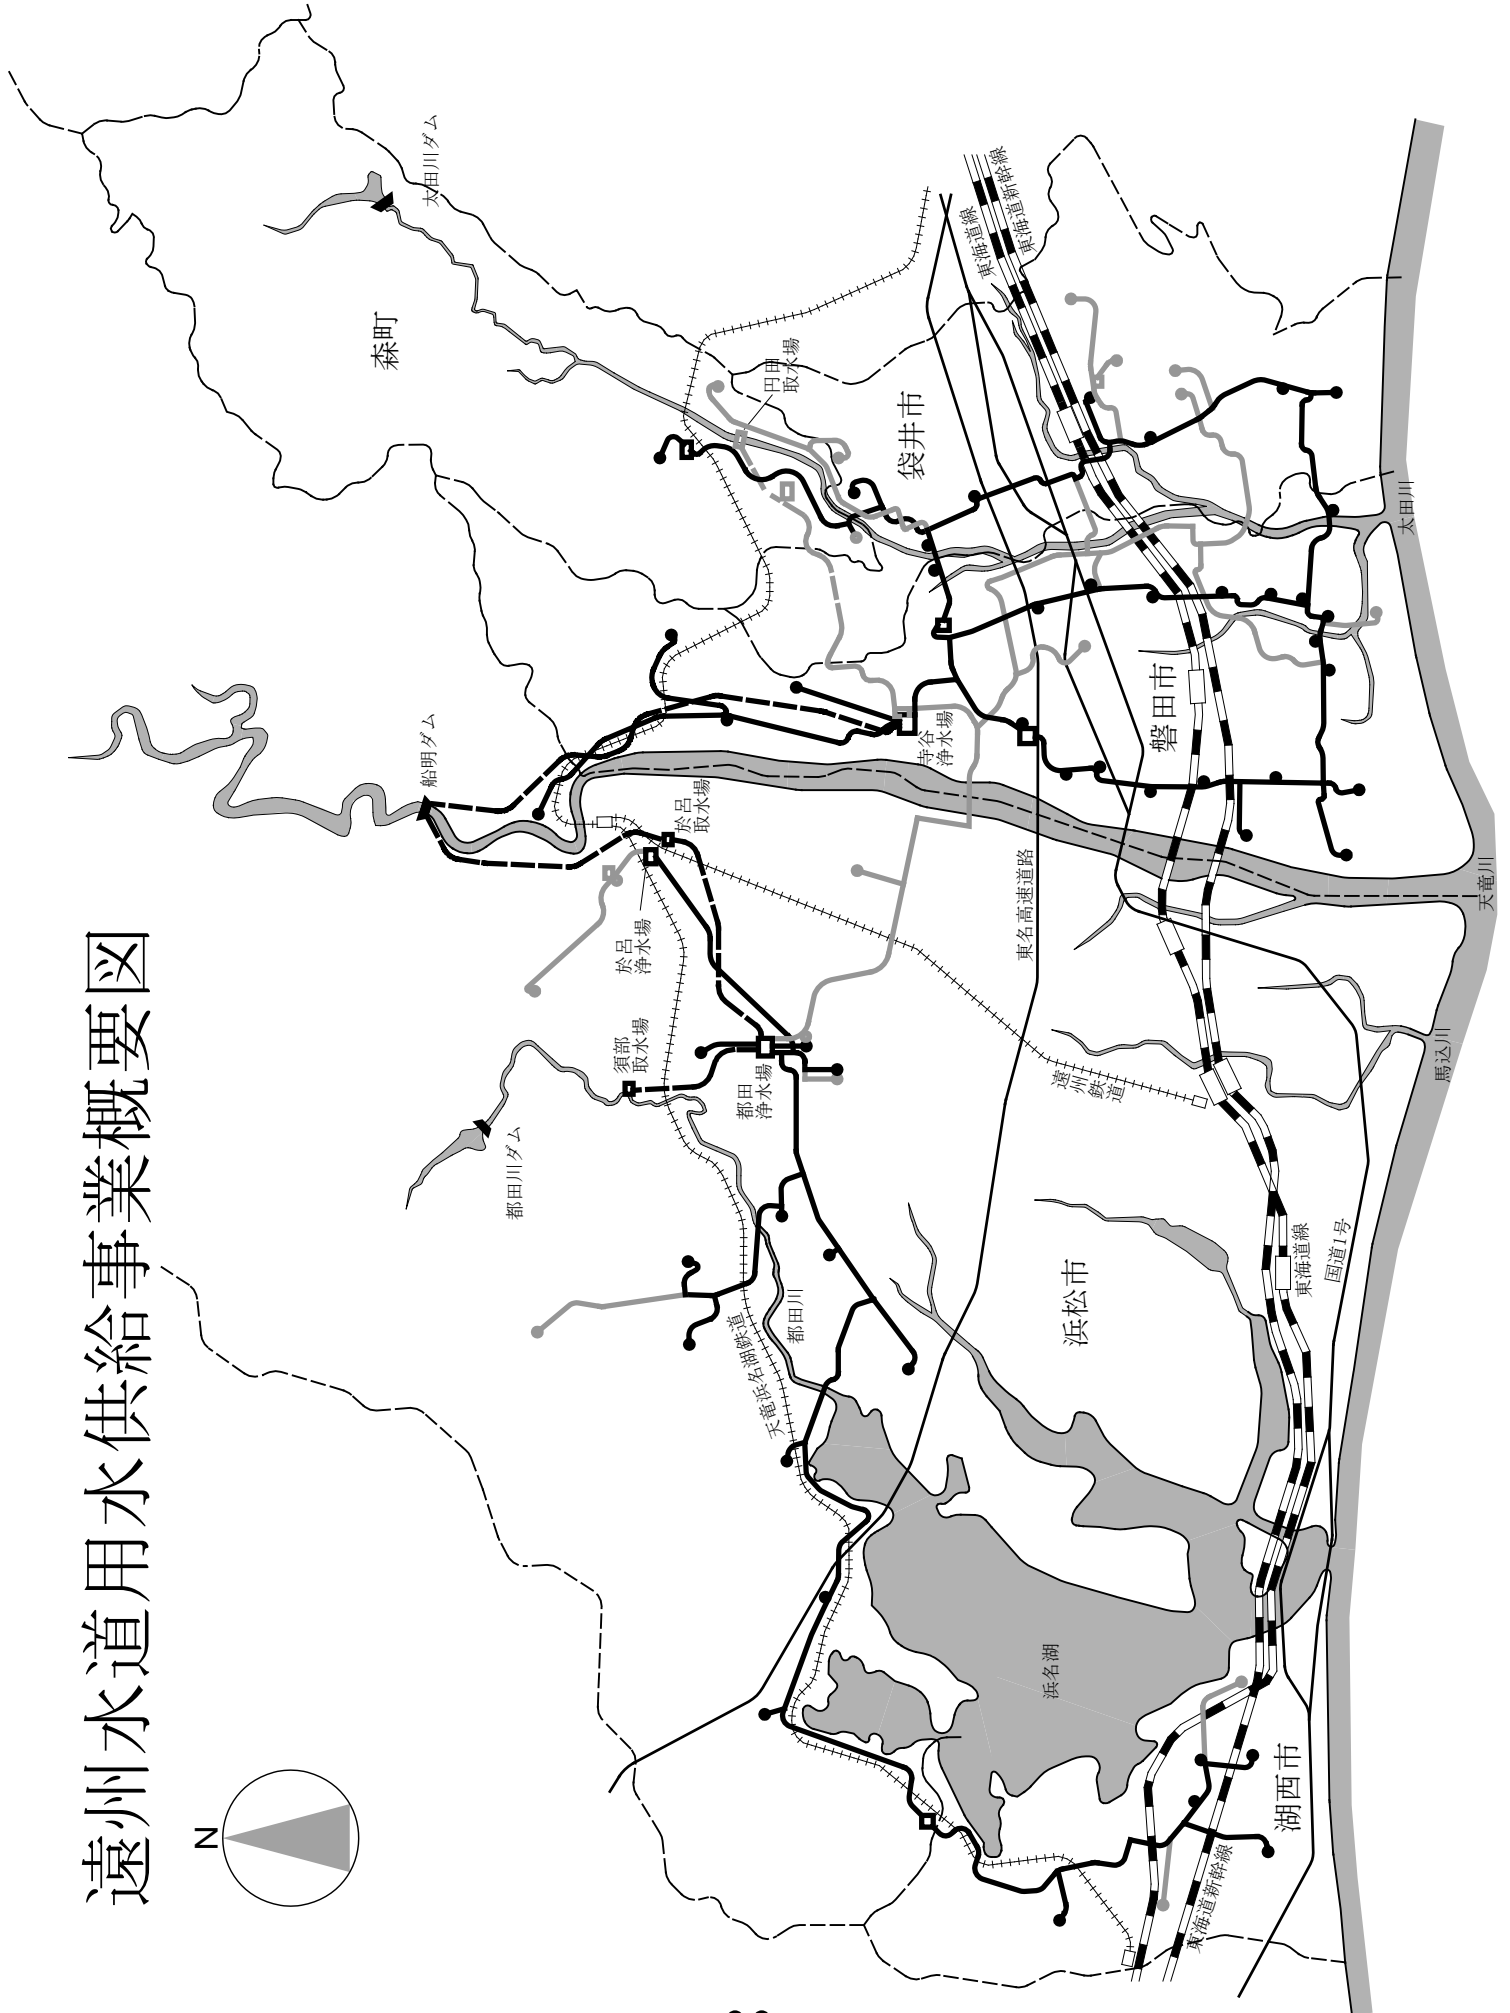 遠州水道用水供給事業概要図
N
森町
太田川ダム
船明ダム
都田川ダム
円田
取水場
袋井市
東海道線
東海道新幹線
太田川
磐田市
寺谷
浄水場
於呂
取水場
於呂
浄水場
須部
取水場
都田
浄水場
東名高速道路
天竜川
馬込川
遠州鉄道
都田川
天竜浜名湖鉄道
浜松市
東海道線
国道1号
浜名湖
湖西市
東海道新幹線